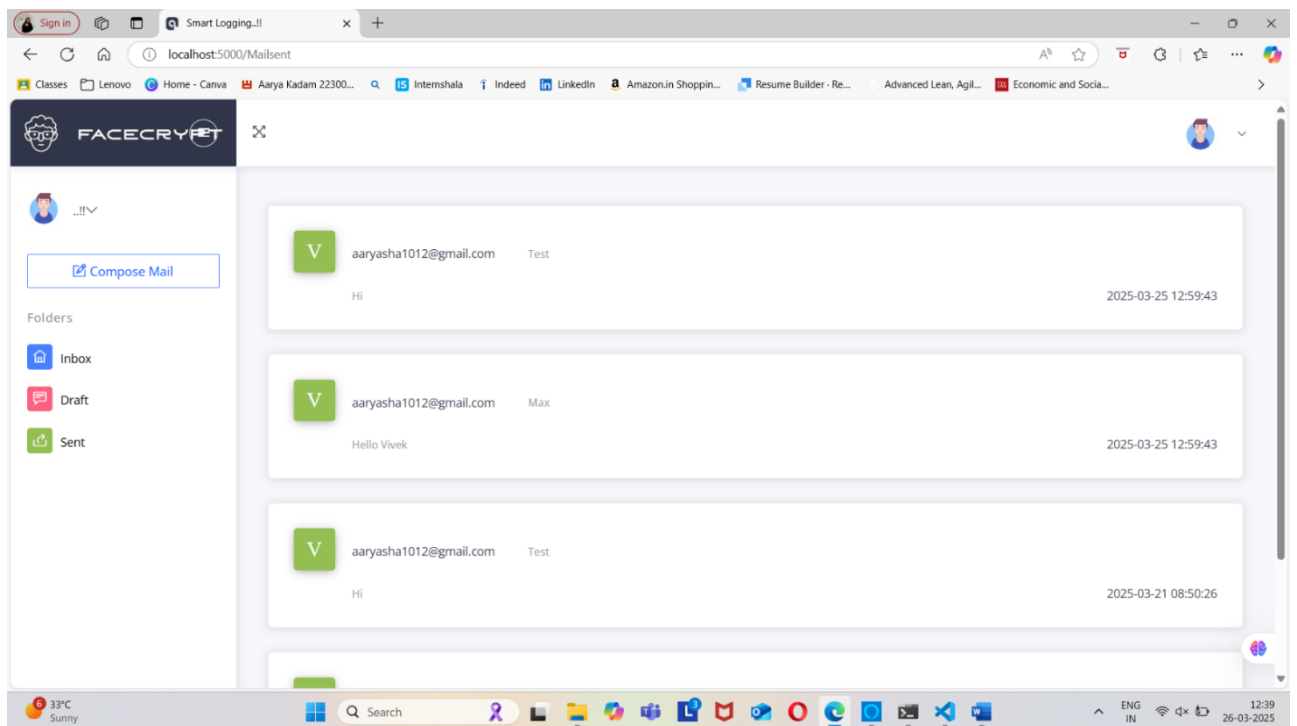 Sign in
Smart Logging..!!
localhost:5000/Mailsent
Classes Lenovo Home - Canva Aarya Kadam 22300... Internshala Indeed LinkedIn Amazon.in Shoppin... Resume Builder - Re... Advanced Lean, Agil... Economic and Socia...
FACECRYPT
..!!
Compose Mail
Folders
Inbox
Draft
Sent
V
aaryasha1012@gmail.com Test
Hi 2025-03-25 12:59:43
V
aaryasha1012@gmail.com Max
Hello Vivek 2025-03-25 12:59:43
V
aaryasha1012@gmail.com Test
Hi 2025-03-21 08:50:26
6 33°C
Sunny
Search
ENG
IN
12:39
26-03-2025